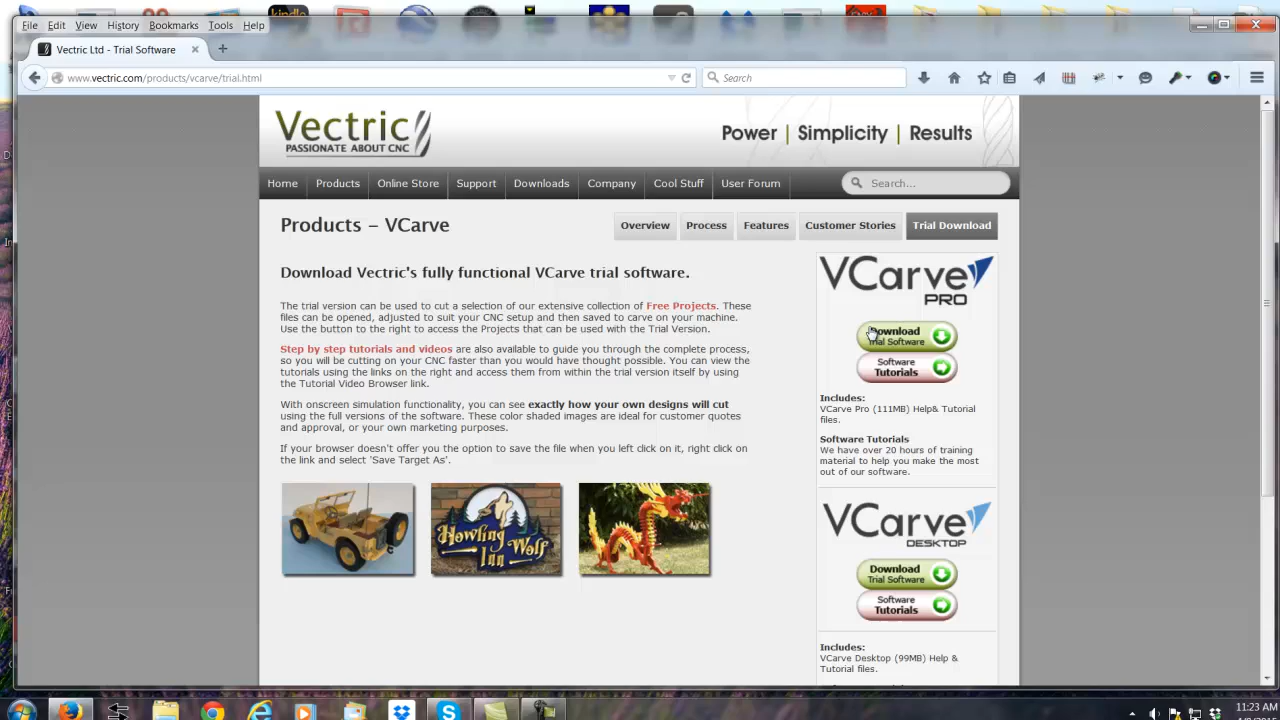 kindle
File Edit View History Bookmarks Tools Help
Vectric Ltd - Trial Software
www.vectric.com/products/vcarve/trial.html
Search
Vectric
PASSIONATE ABOUT CNC
Power | Simplicity | Results
Home Products Online Store Support Downloads Company Cool Stuff User Forum
Search...
Products – VCarve
Overview Process Features Customer Stories Trial Download
Download Vectric's fully functional VCarve trial software.
The trial version can be used to cut a selection of our extensive collection of Free Projects. These
files can be opened, adjusted to suit your CNC setup and then saved to carve on your machine.
Use the button to the right to access the Projects that can be used with the Trial Version.
Step by step tutorials and videos are also available to guide you through the complete process,
so you will be cutting on your CNC faster than you would have thought possible. You can view the
tutorials using the links on the right and access them from within the trial version itself by using
the Tutorial Video Browser link.
With onscreen simulation functionality, you can see exactly how your own designs will cut
using the full versions of the software. These color shaded images are ideal for customer quotes
and approval, or your own marketing purposes.
If your browser doesn't offer you the option to save the file when you left click on it, right click on
the link and select 'Save Target As'.
Howling
Wolf
Inn
VCarve
PRO
Download
Trial Software
Software
Tutorials
Includes:
VCarve Pro (111MB) Help& Tutorial
files.
Software Tutorials
We have over 20 hours of training
material to help you make the most
out of our software.
VCarve
DESKTOP
Download
Trial Software
Software
Tutorials
Includes:
VCarve Desktop (99MB) Help &
Tutorial files.
11:23 AM